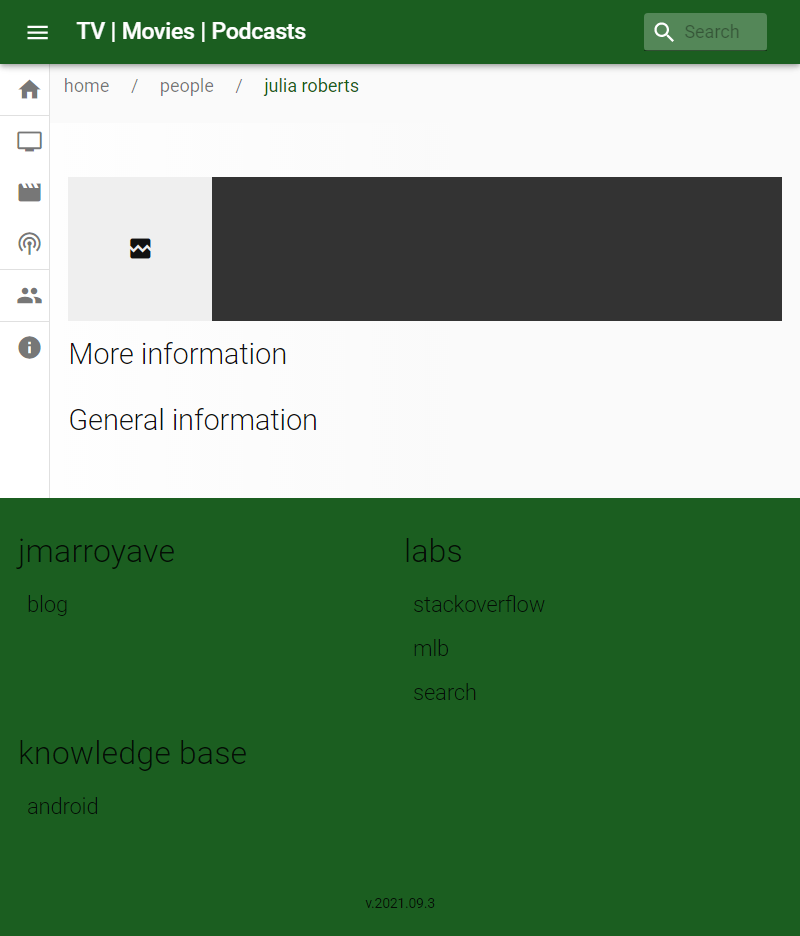 TV | Movies | Podcasts
Search
home / people / julia roberts
More information
General information
jmarroyave
blog
labs
stackoverflow
mlb
search
knowledge base
android
v.2021.09.3